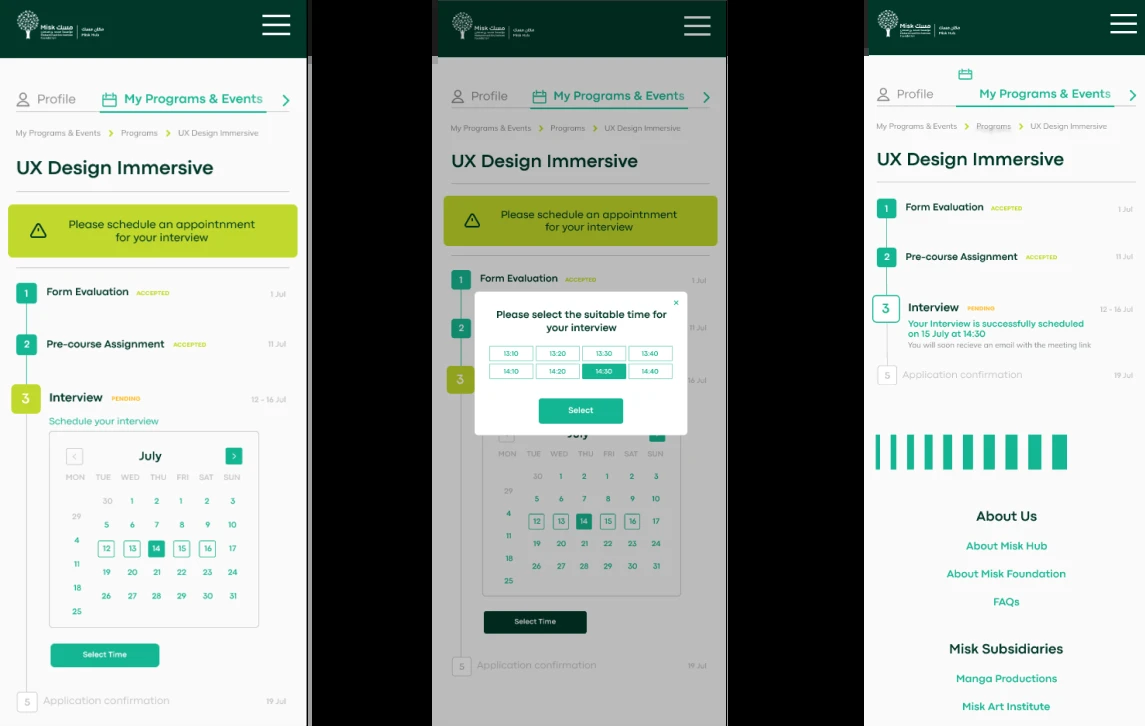 Misk مسك
مكان مسك
Misk Hub
Profile
My Programs & Events
My Programs & Events
Programs
UX Design Immersive
UX Design Immersive
Please schedule an appointnment
for your interview
1
Form Evaluation ACCEPTED
1 Jul
2
Pre-course Assignment ACCEPTED
11 Jul
3
Interview PENDING
12 - 16 Jul
Schedule your interview
< July >
MON TUE WED THU FRI SAT SUN
30 1 2 1 2 3
29
5 6 7 8 9 10
4
12 13 14 15 16 17
11
19 20 21 22 23 24
18
26 27 28 29 30 31
25
Select Time
5
Application confirmation
19 Jul
Misk مسك
مكان مسك
Misk Hub
Profile
My Programs & Events
My Programs & Events
Programs
UX Design Immersive
UX Design Immersive
Please schedule an appointnment
for your interview
1
Form Evaluation ACCEPTED
1 Jul
2
11 Jul
3
16 Jul
Please select the suitable time for
your interview
13:10 13:20 13:30 13:40
14:10 14:20 14:30 14:40
Select
July
MON TUE WED THU FRI SAT SUN
30 1 2 1 2 3
29
5 6 7 8 9 10
4
12 13 14 15 16 17
11
19 20 21 22 23 24
18
26 27 28 29 30 31
25
Select Time
5
Application confirmation
19 Jul
Misk مسك
مكان مسك
Misk Hub
Profile
My Programs & Events
My Programs & Events
Programs
UX Design Immersive
UX Design Immersive
1
Form Evaluation ACCEPTED
1 Jul
2
Pre-course Assignment ACCEPTED
11 Jul
3
Interview PENDING
12 - 16 Jul
Your Interview is successfully scheduled
on 15 July at 14:30
You will soon recieve an email with the meeting link
5
Application confirmation
19 Jul
About Us
About Misk Hub
About Misk Foundation
FAQs
Misk Subsidiaries
Manga Productions
Misk Art Institute